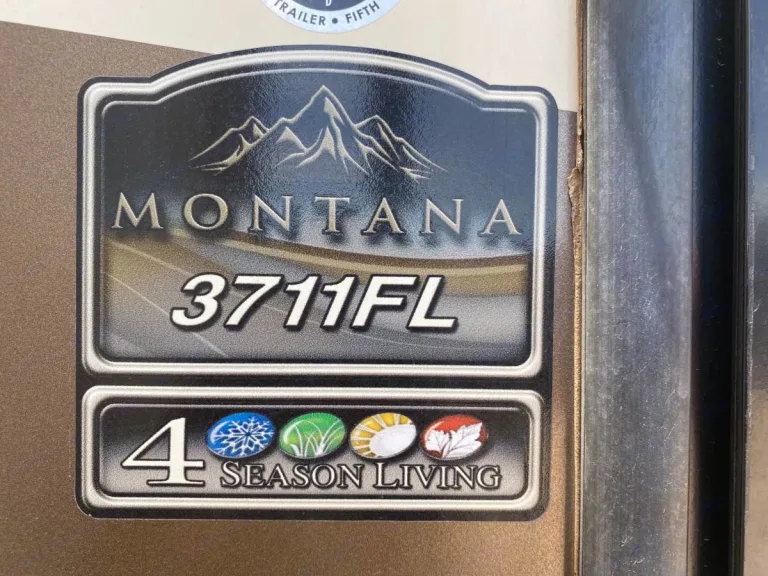 TRAILER • FIFTH
MONTANA
3711FL
4 SEASON LIVING